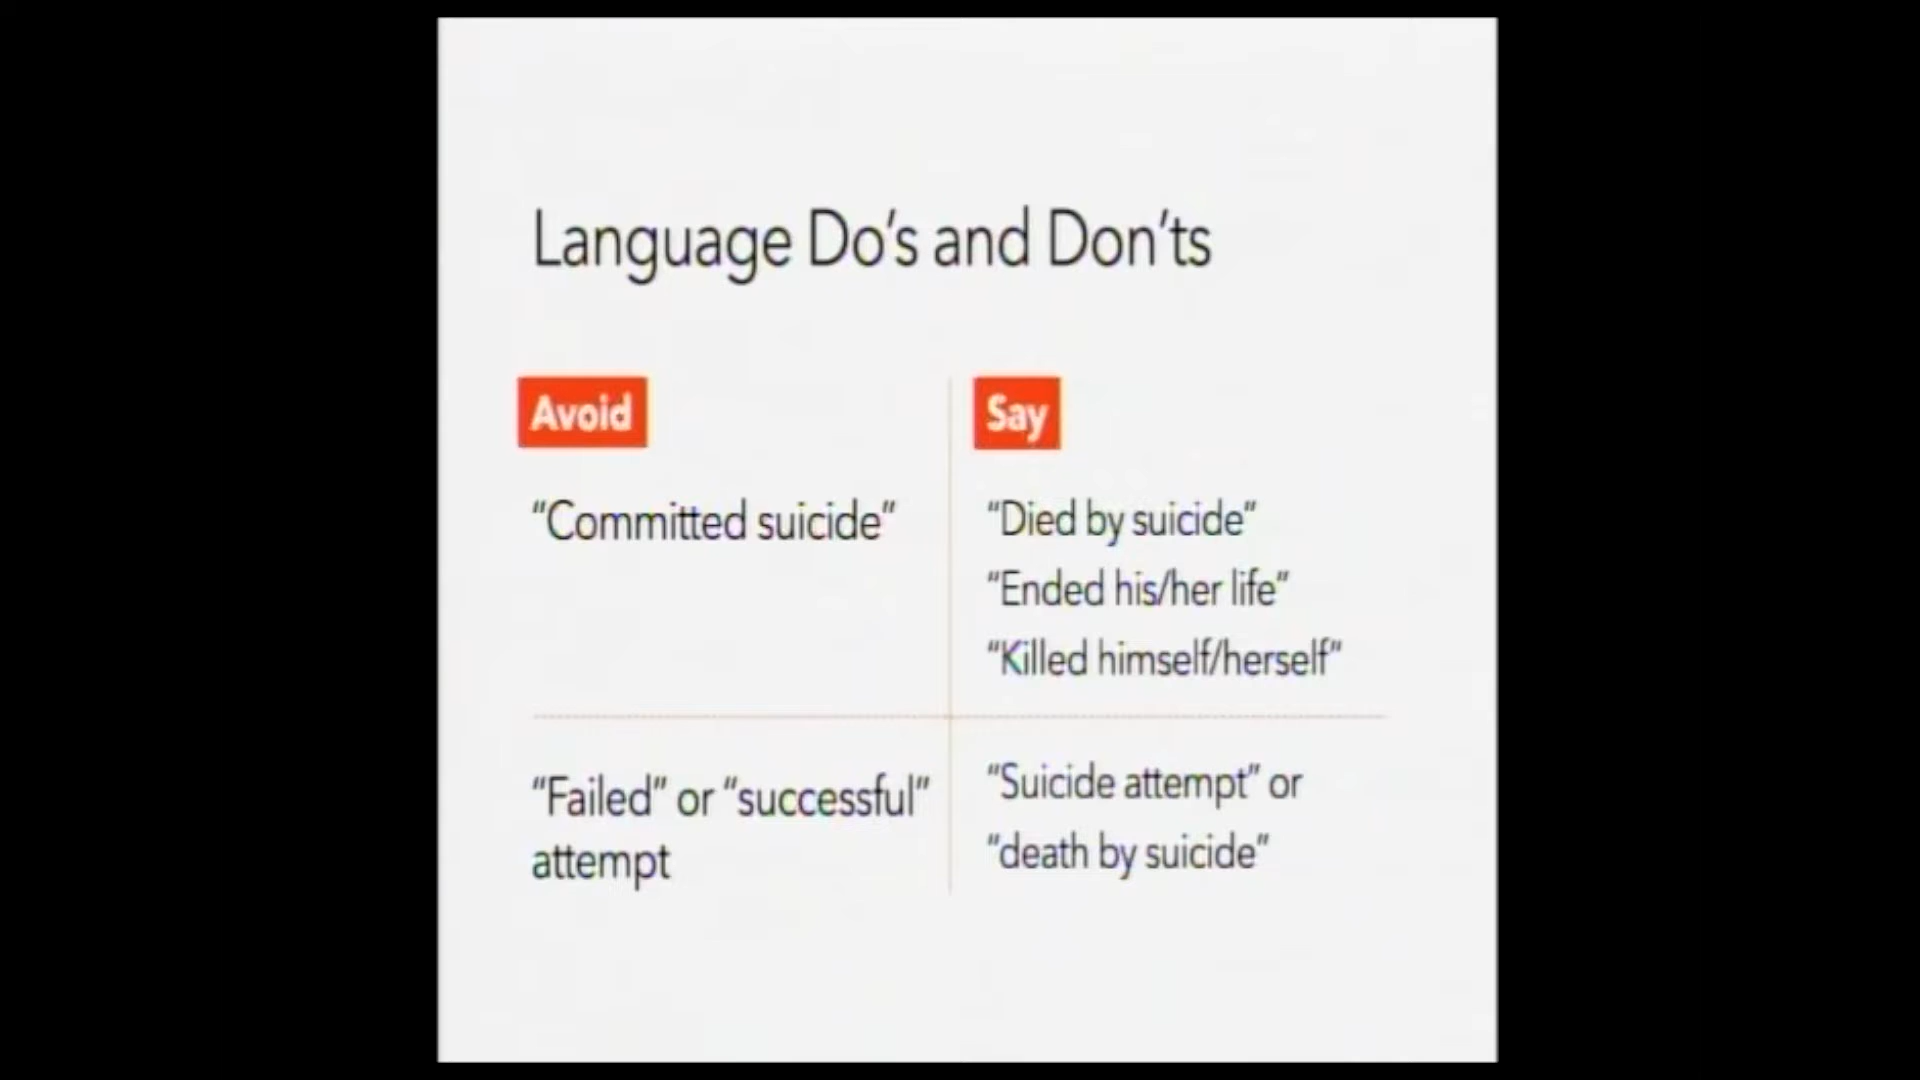 Language Do’s and Don’ts
Avoid
“Committed suicide”
Say
“Died by suicide”
“Ended his/her life”
“Killed himself/herself”
“Failed” or “successful”
attempt
“Suicide attempt” or
“death by suicide”